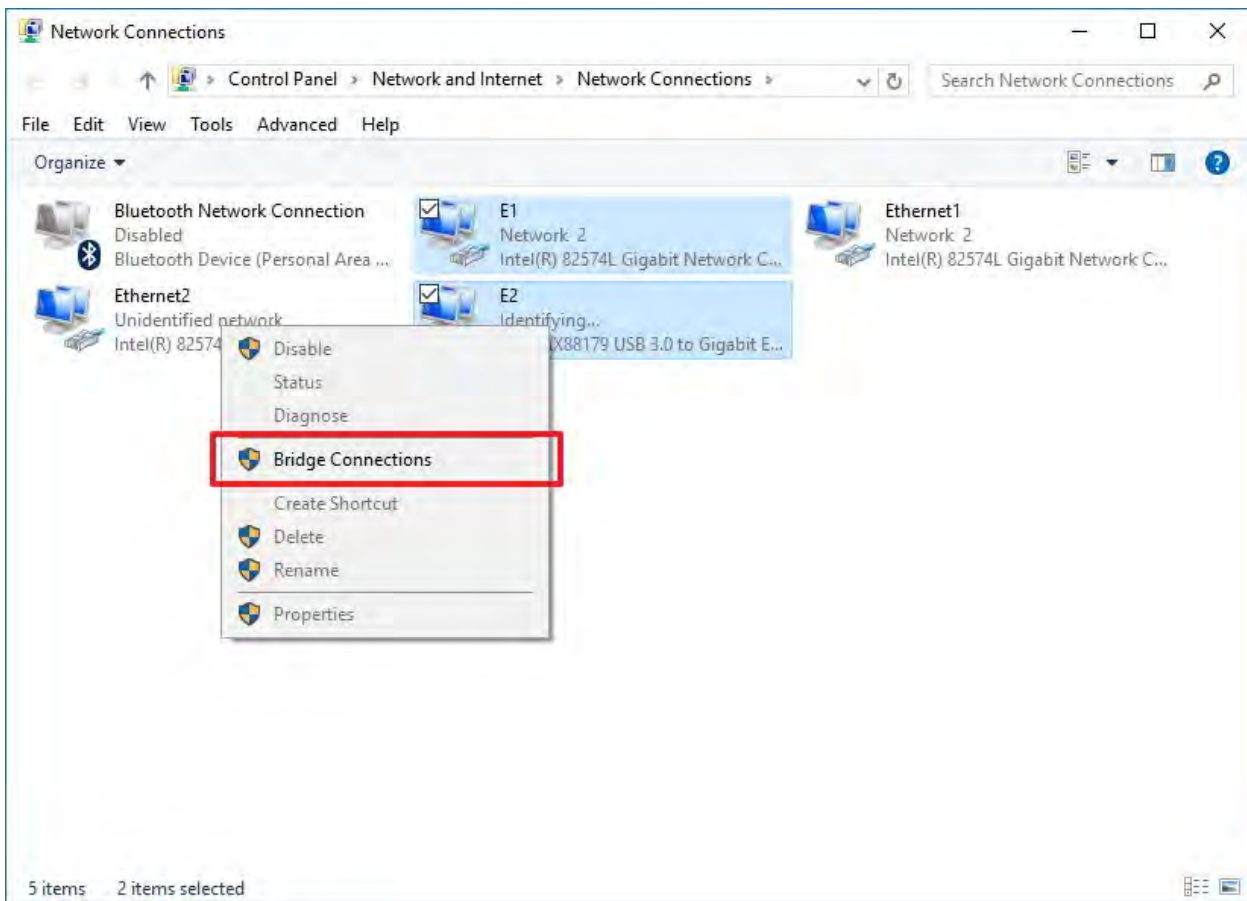 Network Connections
Control Panel > Network and Internet > Network Connections >
Search Network Connections
File Edit View Tools Advanced Help
Organize
Bluetooth Network Connection
Disabled
Bluetooth Device (Personal Area ...
E1
Network 2
Intel(R) 82574L Gigabit Network C...
Ethernet1
Network 2
Intel(R) 82574L Gigabit Network C...
Ethernet2
Unidentified network
Intel(R) 82574
E2
Identifying...
X88179 USB 3.0 to Gigabit E...
Disable
Status
Diagnose
Bridge Connections
Create Shortcut
Delete
Rename
Properties
5 items 2 items selected